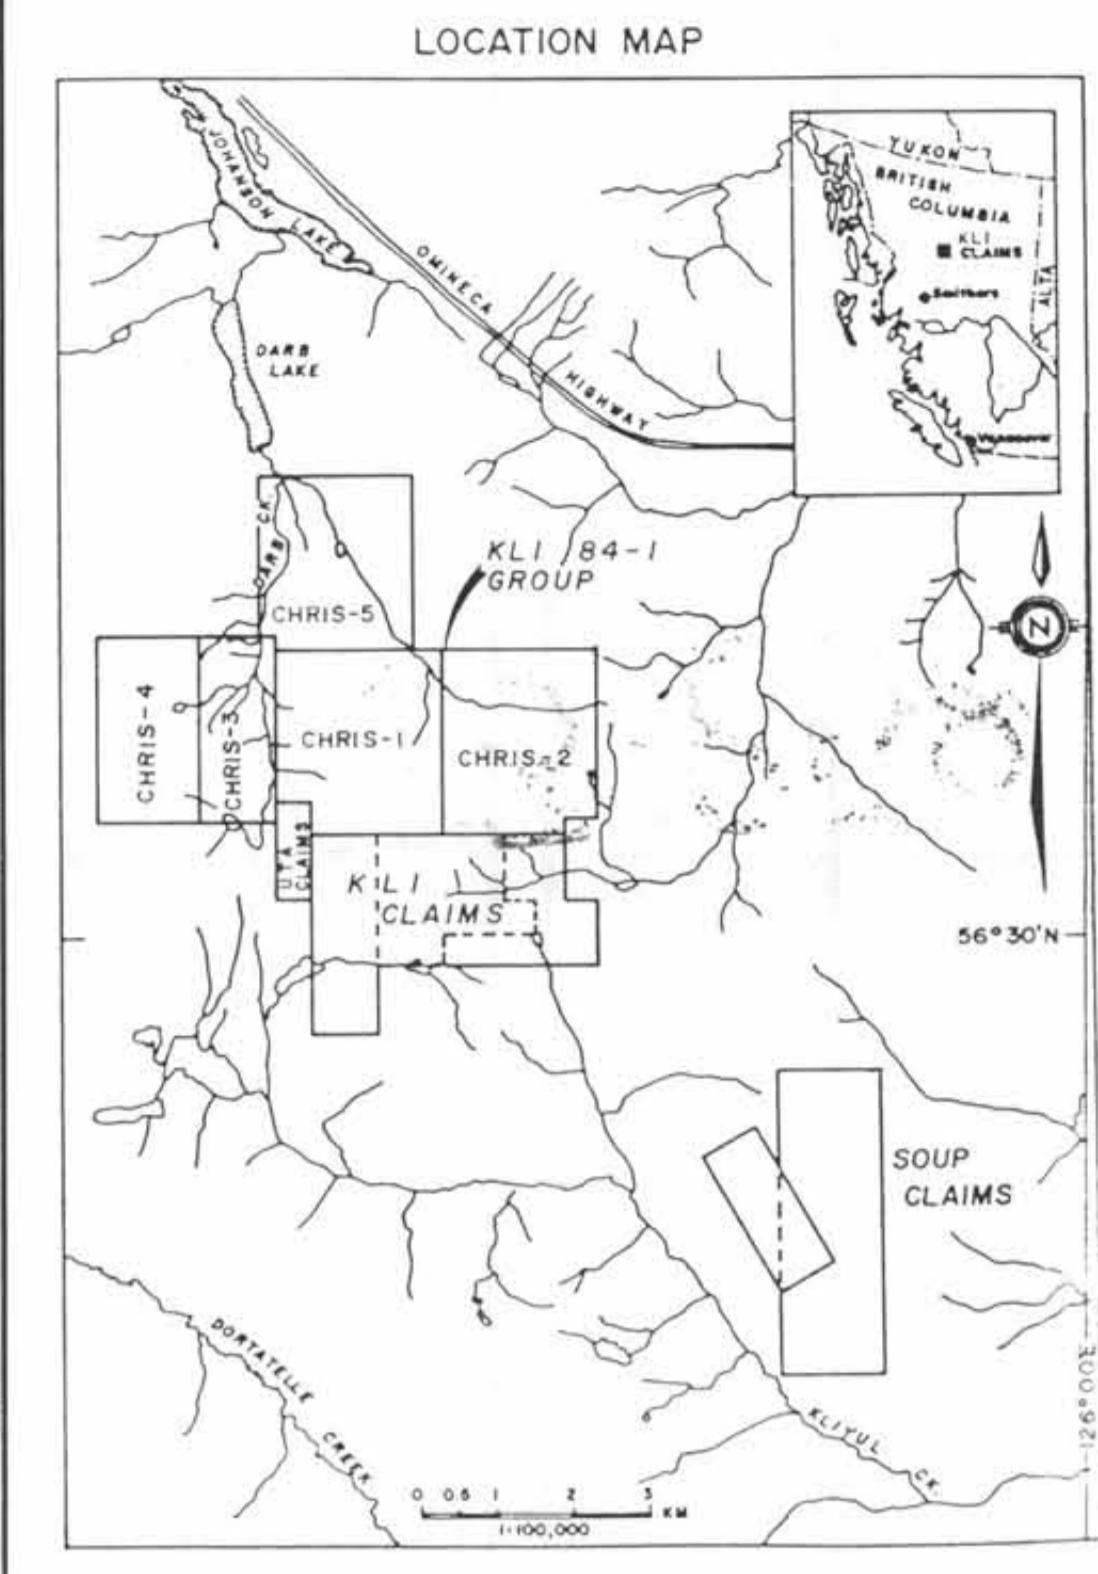 LOCATION MAP
JOHANSON LAKE
OMINECA
HIGHWAY
DARB
LAKE
YUKON
BRITISH
COLUMBIA
KLI
CLAIMS
ALTA
Smithers
Vancouver
DARB CK.
KLI 84-1
GROUP
CHRIS-5
CHRIS-4
CHRIS-3
CHRIS-1
CHRIS-2
N
UTA
CLAIMS
KLI
CLAIMS
56°30'N
SOUP
CLAIMS
126°00'E
DORTATELLE CREEK
KLIYUL CK.
0 0.5 1 2 3 KM
1:100,000